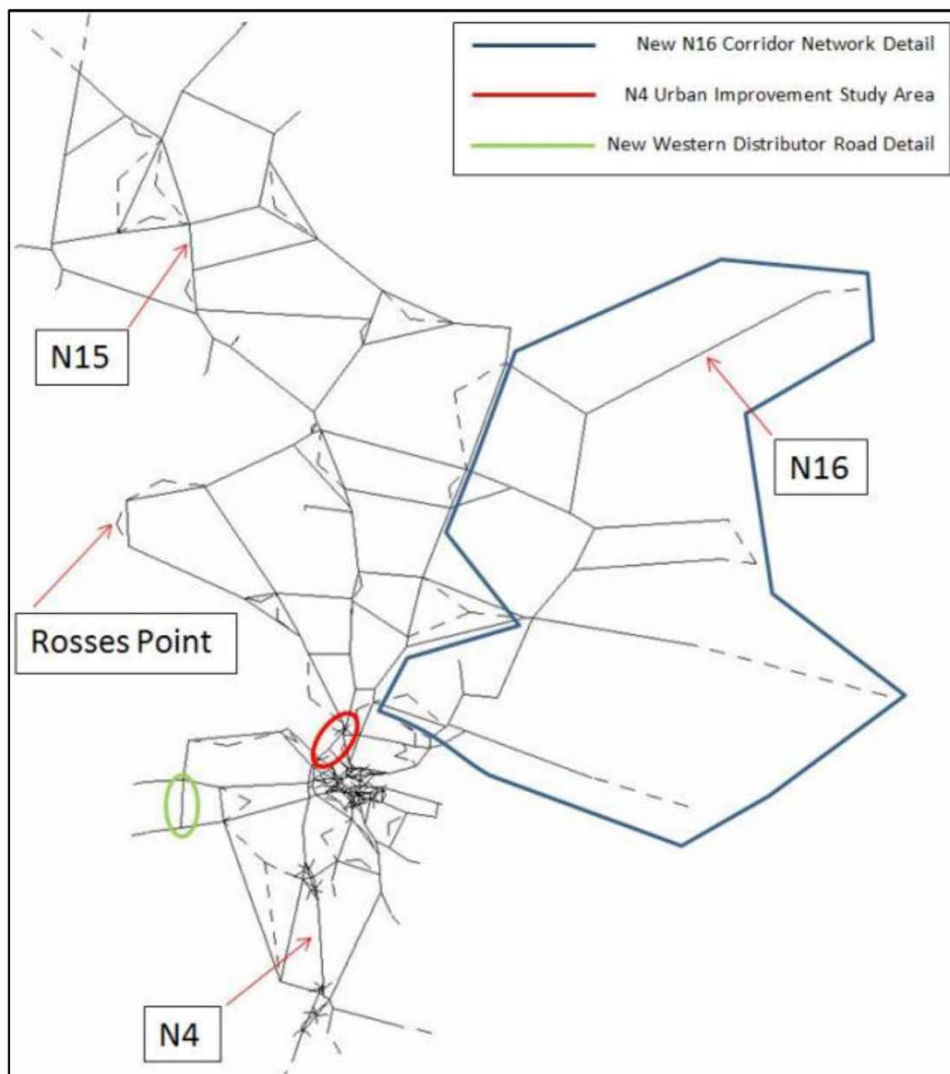 New N16 Corridor Network Detail
N4 Urban Improvement Study Area
New Western Distributor Road Detail
N15
N16
Rosses Point
N4